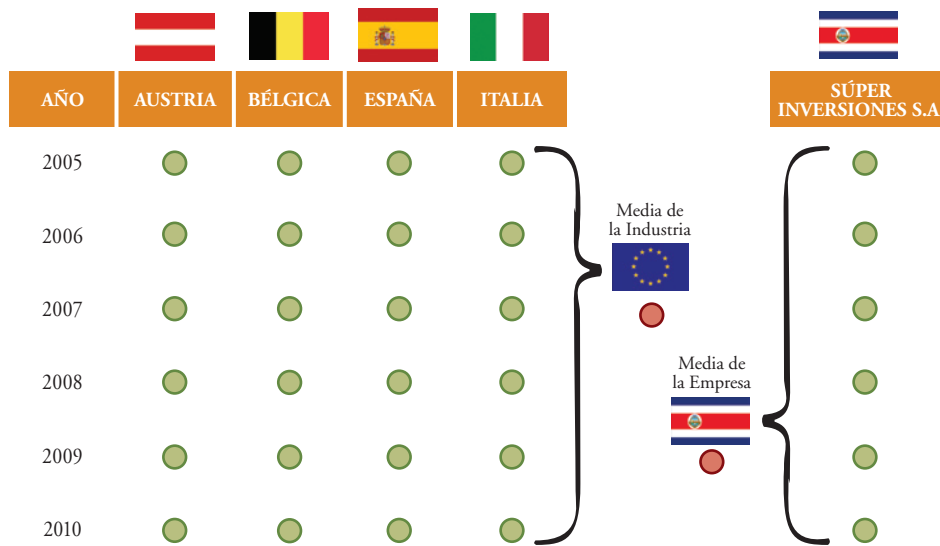 AÑO AUSTRIA BÉLGICA ESPAÑA ITALIA
SÚPER
INVERSIONES S.A
2005
2006
2007
2008
2009
2010
Media de
la Industria
Media de
la Empresa